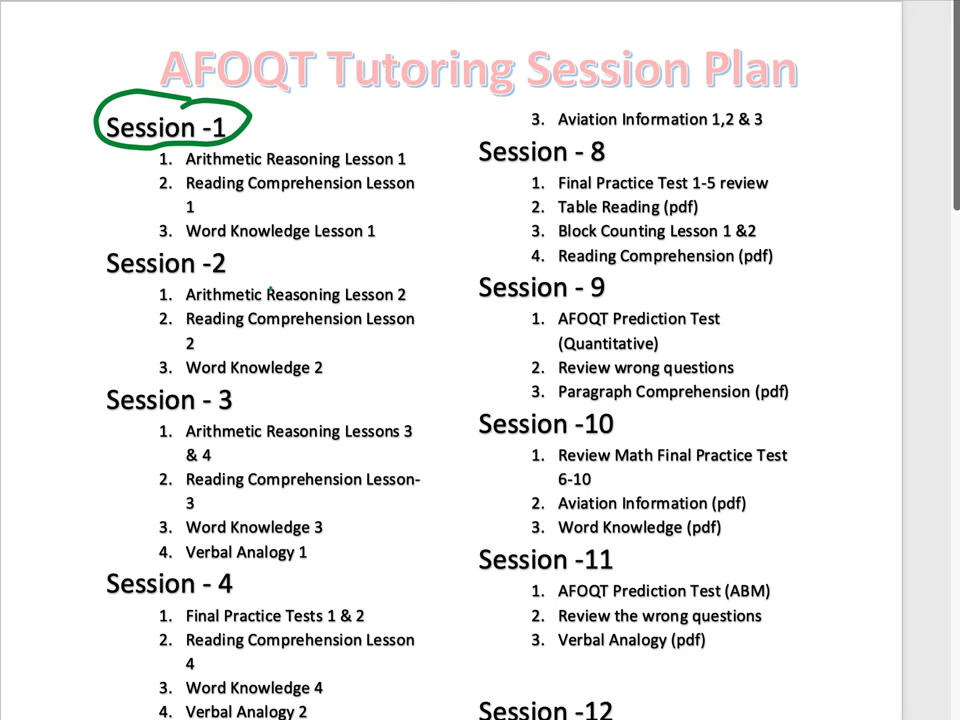 AFOQT Tutoring Session Plan
Session -1
1. Arithmetic Reasoning Lesson 1
2. Reading Comprehension Lesson
1
3. Word Knowledge Lesson 1
Session -2
1. Arithmetic Reasoning Lesson 2
2. Reading Comprehension Lesson
2
3. Word Knowledge 2
Session - 3
1. Arithmetic Reasoning Lessons 3
& 4
2. Reading Comprehension Lesson-
3
3. Word Knowledge 3
4. Verbal Analogy 1
Session - 4
1. Final Practice Tests 1 & 2
2. Reading Comprehension Lesson
4
3. Word Knowledge 4
4. Verbal Analogy 2
3. Aviation Information 1,2 & 3
Session - 8
1. Final Practice Test 1-5 review
2. Table Reading (pdf)
3. Block Counting Lesson 1 &2
4. Reading Comprehension (pdf)
Session - 9
1. AFOQT Prediction Test
(Quantitative)
2. Review wrong questions
3. Paragraph Comprehension (pdf)
Session -10
1. Review Math Final Practice Test
6-10
2. Aviation Information (pdf)
3. Word Knowledge (pdf)
Session -11
1. AFOQT Prediction Test (ABM)
2. Review the wrong questions
3. Verbal Analogy (pdf)
Session -12